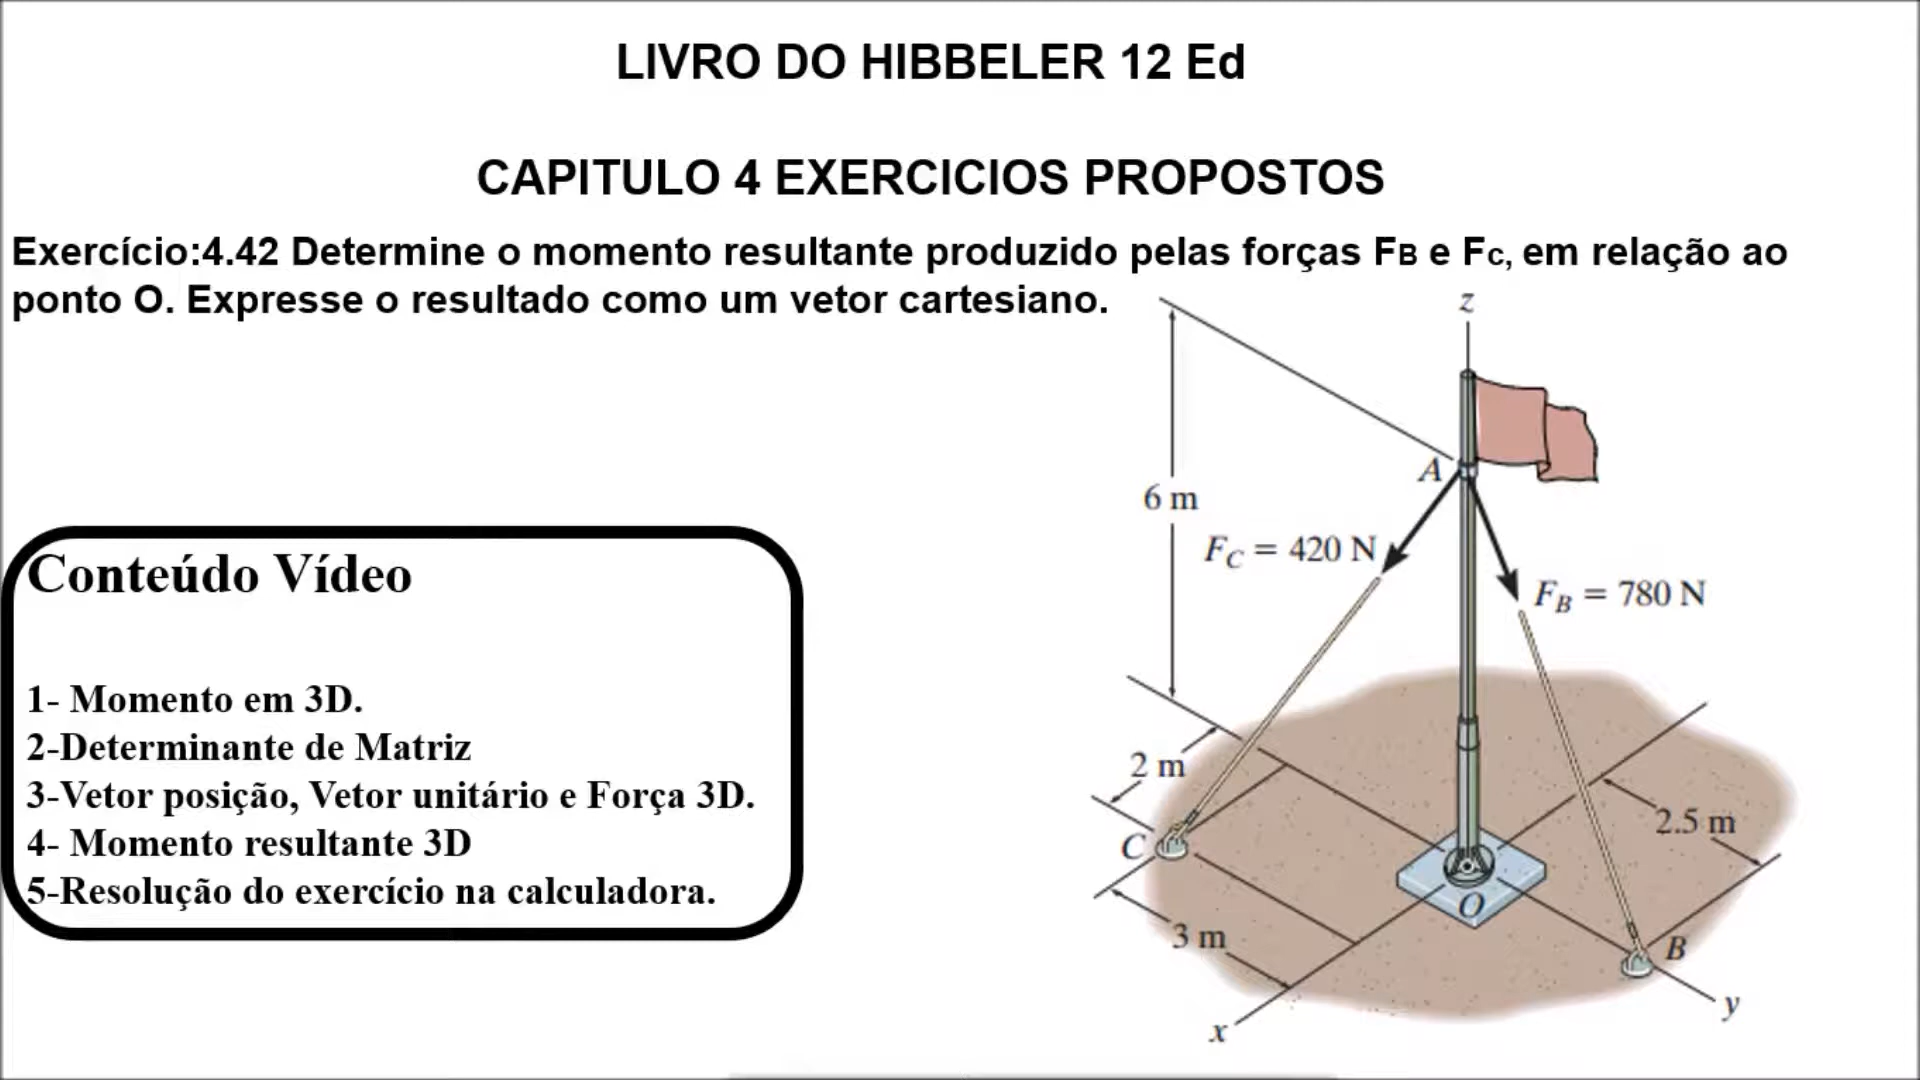 LIVRO DO HIBBELER 12 Ed
CAPITULO 4 EXERCICIOS PROPOSTOS
Exercício:4.42 Determine o momento resultante produzido pelas forças FB e Fc, em relação ao
ponto O. Expresse o resultado como um vetor cartesiano.
z
A
6 m
FC = 420 N
FB = 780 N
2 m
2.5 m
C
O
3 m
B
x
y
Conteúdo Vídeo
1- Momento em 3D.
2-Determinante de Matriz
3-Vetor posição, Vetor unitário e Força 3D.
4- Momento resultante 3D
5-Resolução do exercício na calculadora.